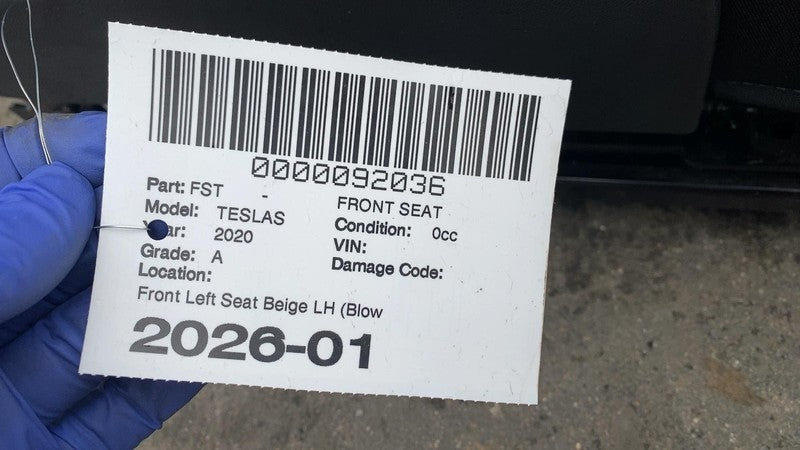 0000092036
Part: FST - FRONT SEAT
Model: TESLAS Condition: 0cc
ar: 2020 VIN:
Grade: A Damage Code:
Location:
Front Left Seat Beige LH (Blow
2026-01